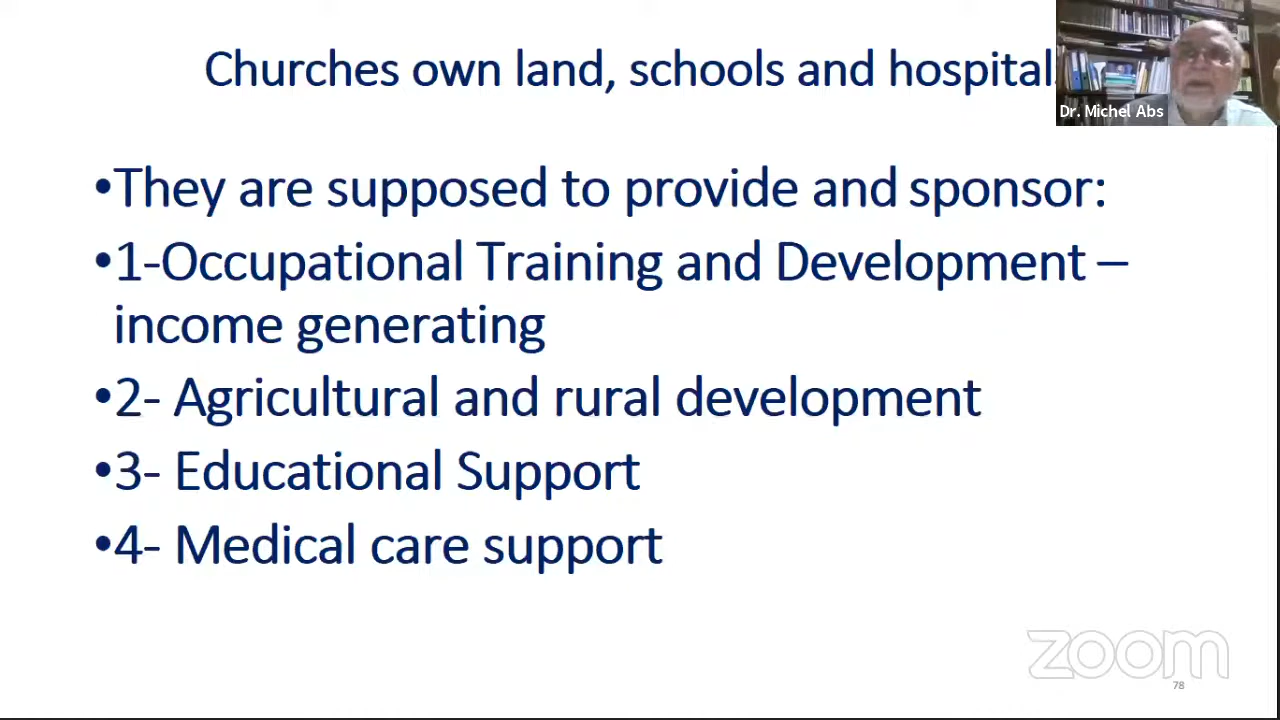 Churches own land, schools and hospital
Dr. Michel Abs
•They are supposed to provide and sponsor:
•1-Occupational Training and Development –
income generating
•2- Agricultural and rural development
•3- Educational Support
•4- Medical care support
zoom
78